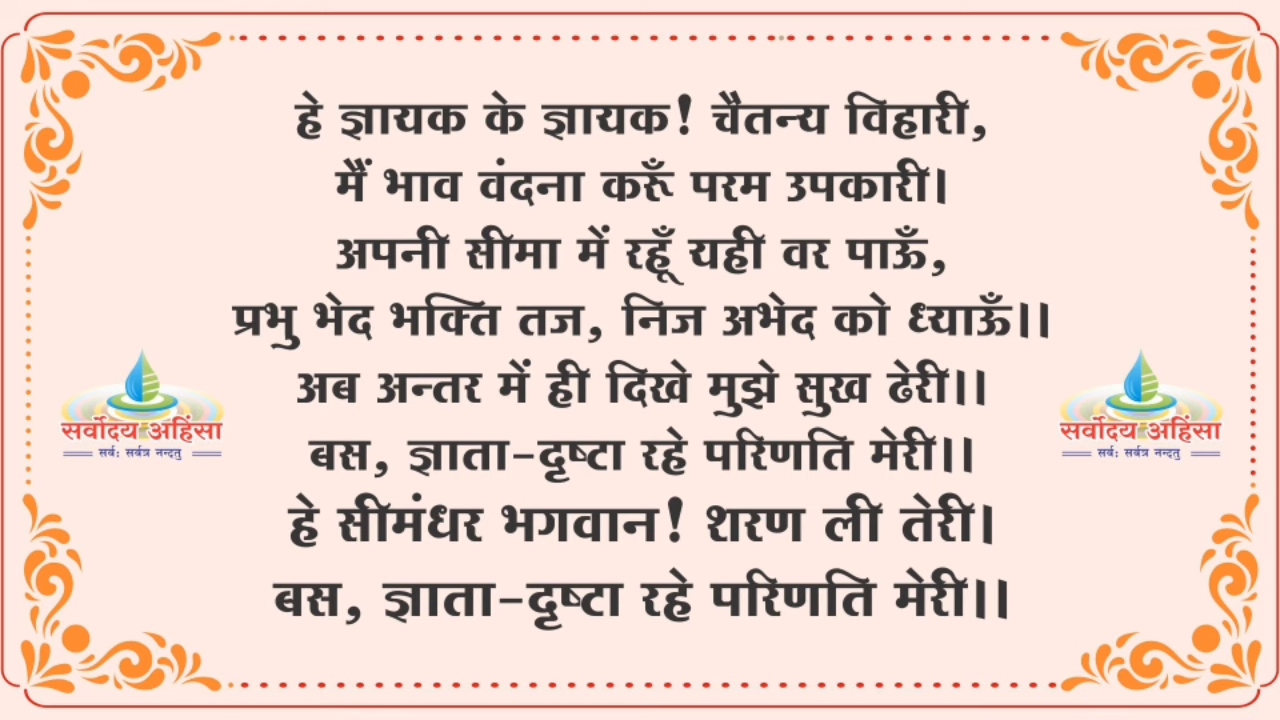 हे ज्ञायक के ज्ञायक! चैतन्य विहारी,
मैं भाव वंदना करूँ परम उपकारी।
अपनी सीमा में रहूँ यही वर पाऊँ,
प्रभु भेद भक्ति तज, निज अभेद को ध्याऊँ।।
अब अन्तर में ही दिखे मुझे सुख ढेरी।।
बस, ज्ञाता-दृष्टा रहे परिणति मेरी।।
हे सीमंधर भगवान! शरण ली तेरी।
बस, ज्ञाता-दृष्टा रहे परिणति मेरी।।
सर्वोदय अहिंसा
सर्वः सर्वत्र नन्दतु
सर्वोदय अहिंसा
सर्वः सर्वत्र नन्दतु